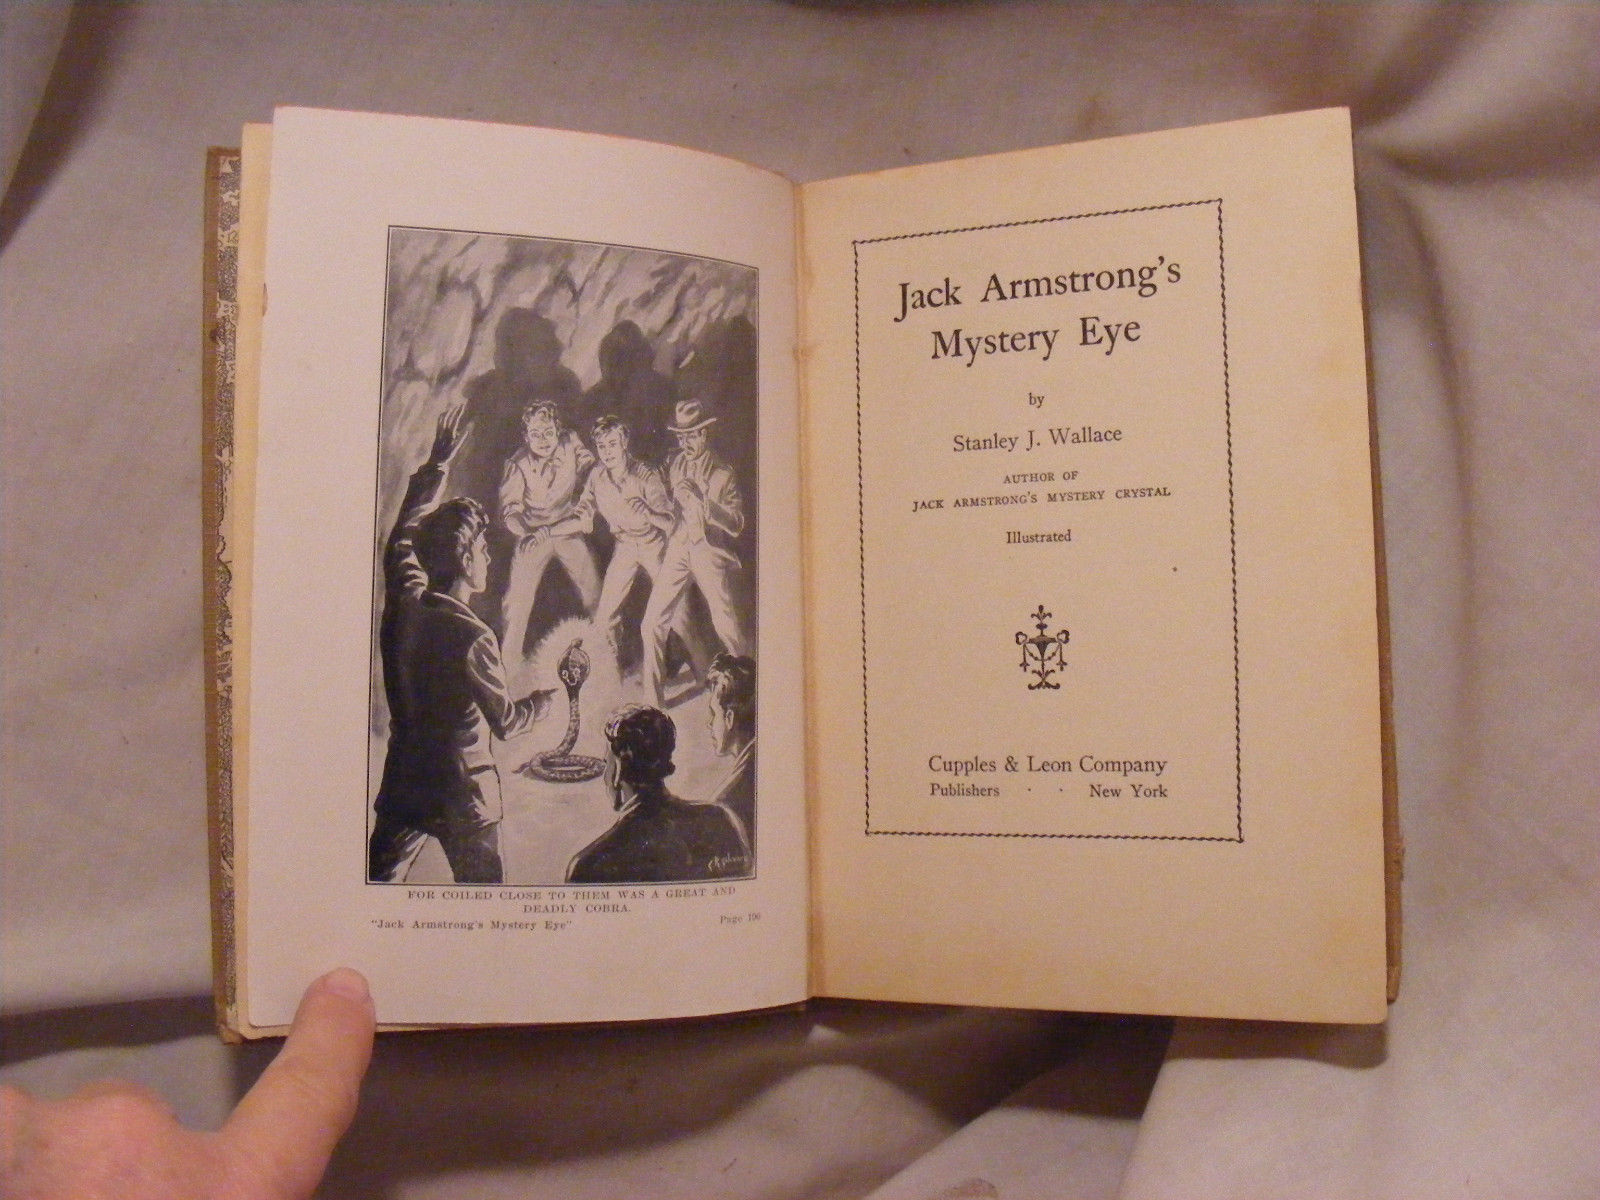 FOR COILED CLOSE TO THEM WAS A GREAT AND
DEADLY COBRA.
"Jack Armstrong's Mystery Eye" Page 196
Jack Armstrong's
Mystery Eye
by
Stanley J. Wallace
AUTHOR OF
JACK ARMSTRONG'S MYSTERY CRYSTAL
Illustrated
Cupples & Leon Company
Publishers · · New York